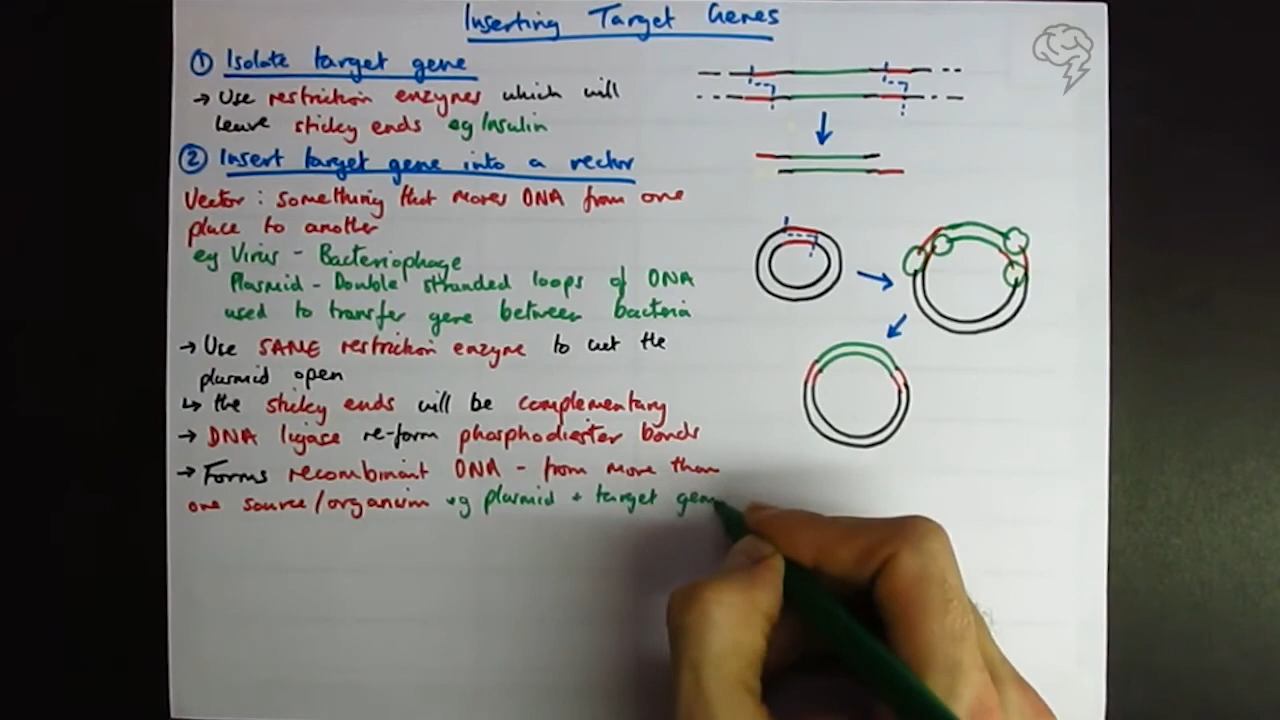 Inserting Target Genes
① Isolate target gene
→ Use restriction enzymes which will
leave sticky ends eg Insulin
② Insert target gene into a vector
Vector : something that moves DNA from one
place to another
eg Virus - Bacteriophage
Plasmid - Double stranded loops of DNA
used to transfer gene between bacteria
→ Use SAME restriction enzyme to cut the
plasmid open
↳ the sticky ends will be complementary
→ DNA ligase re-form phosphodiester bonds
→ Forms recombinant DNA - from more than
one source/organism eg plasmid + target gen